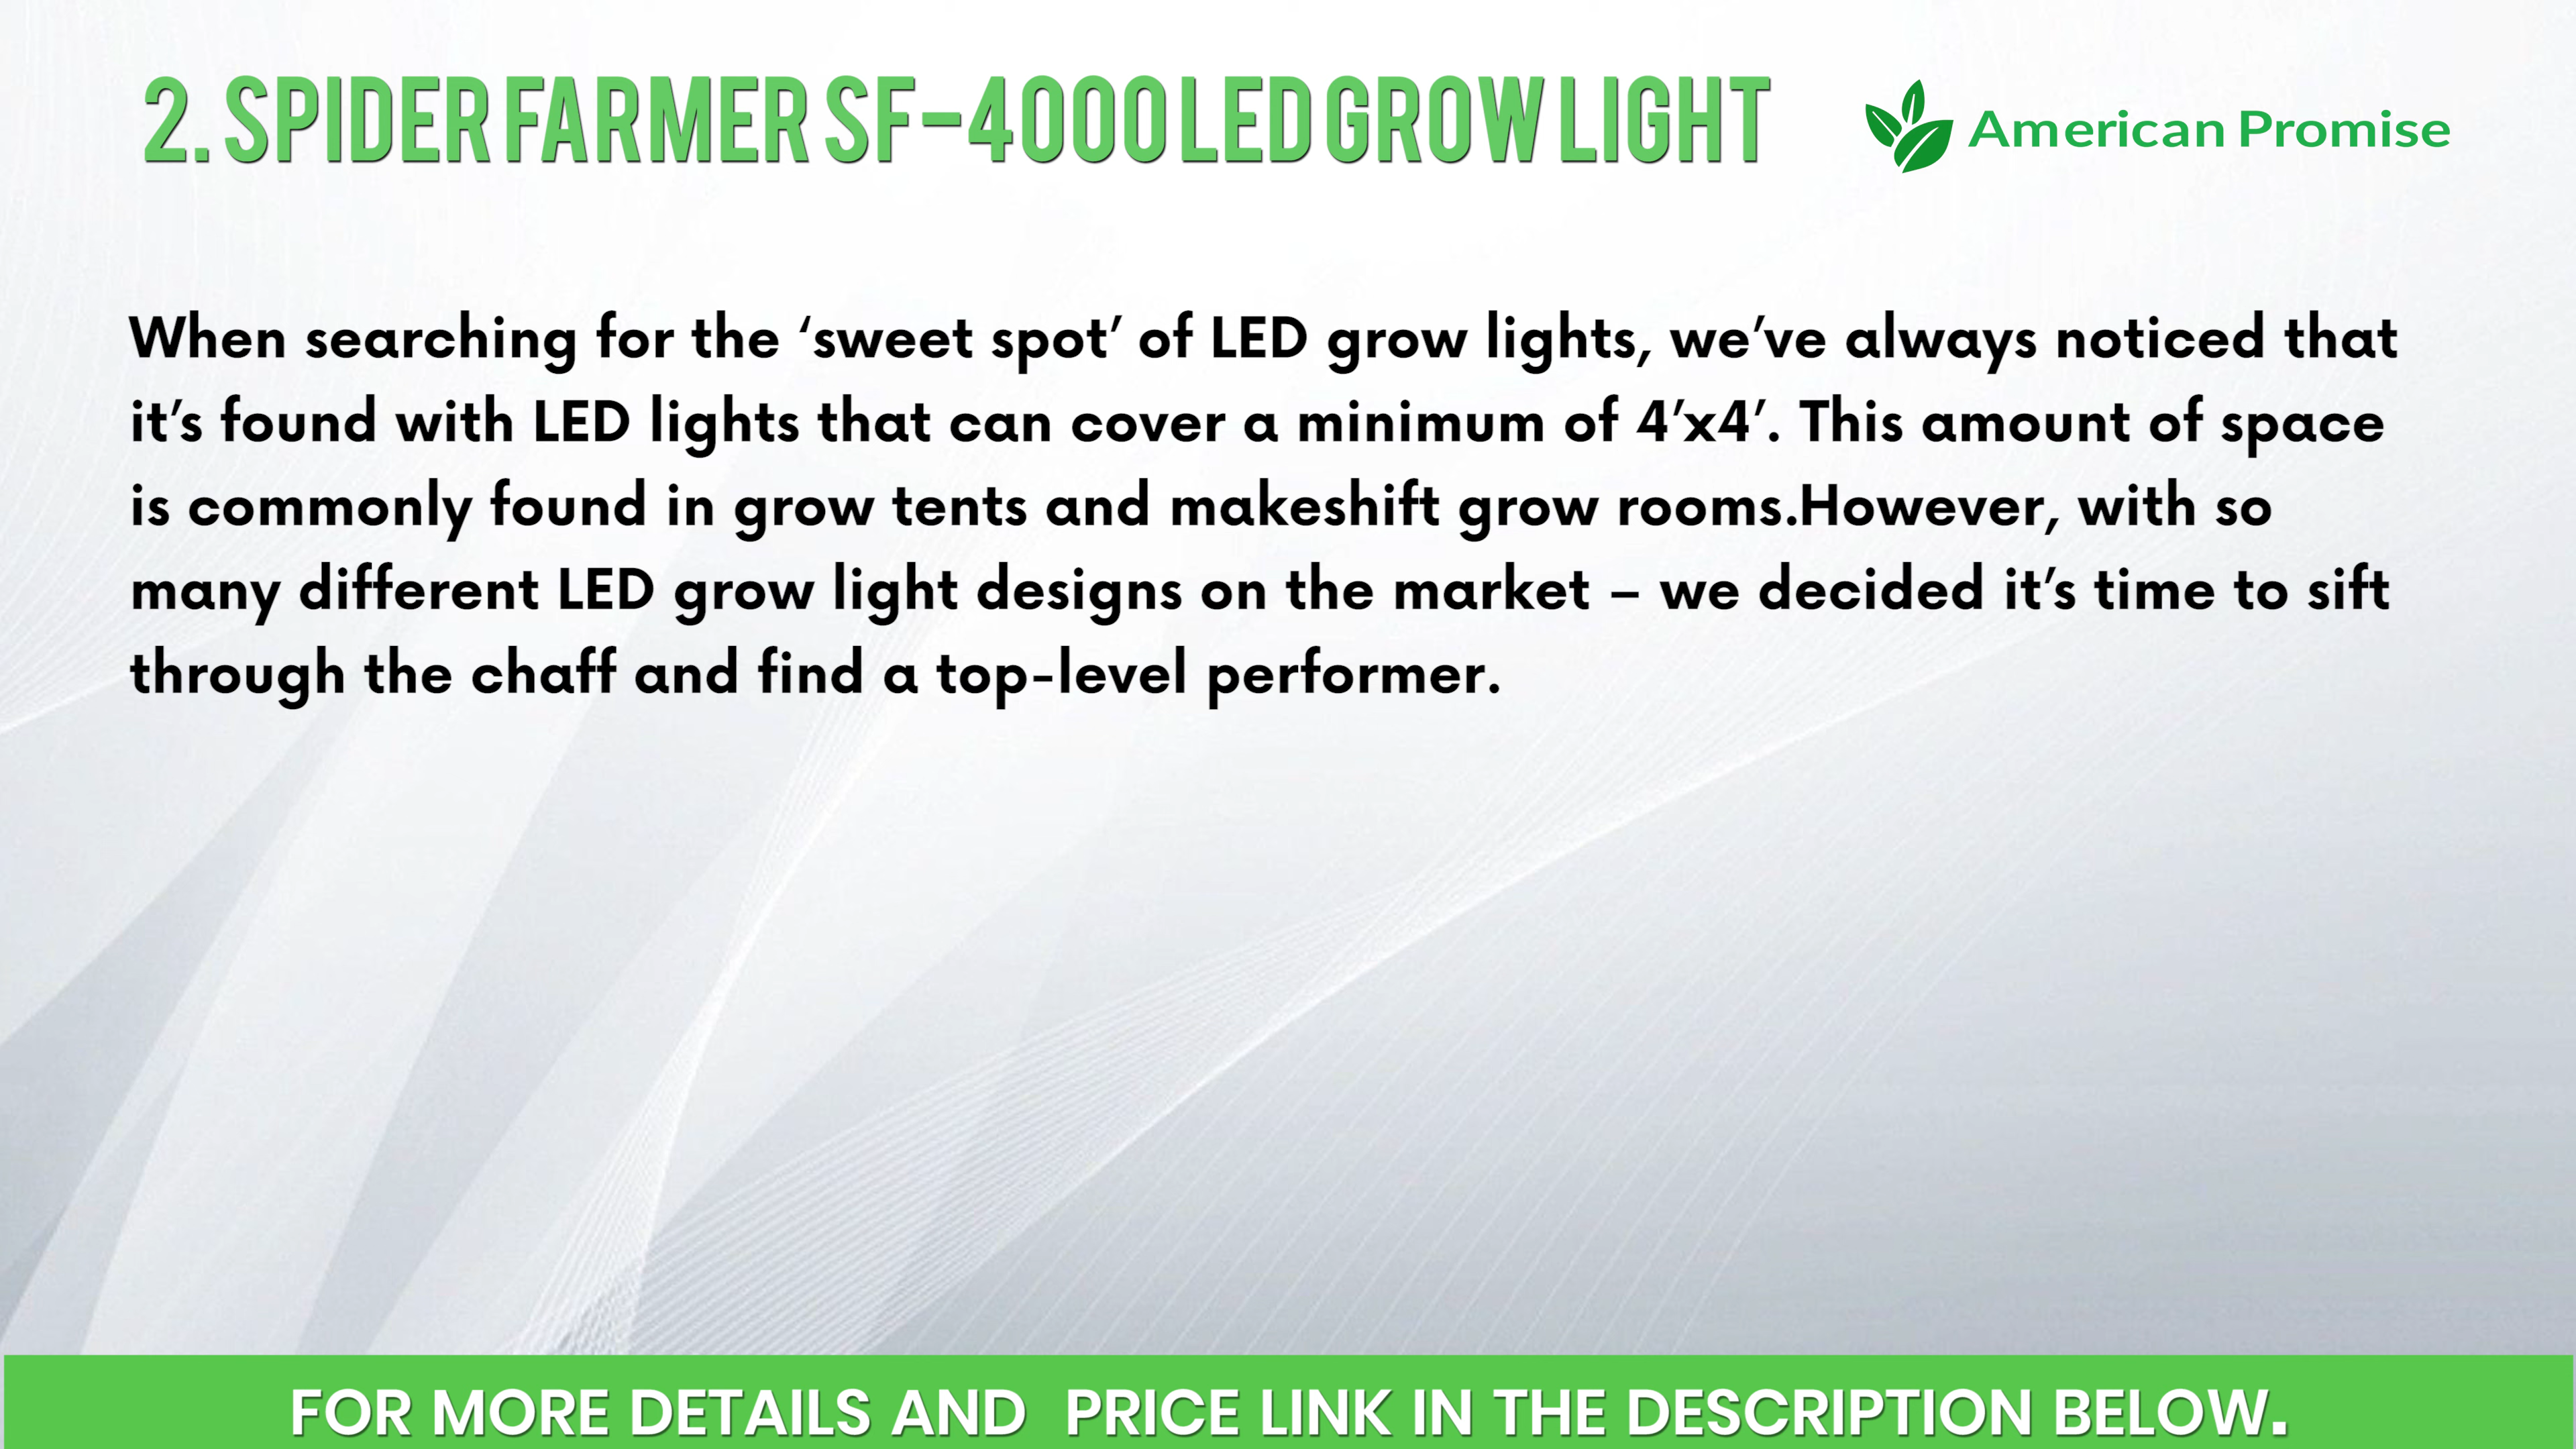 2. SPIDER FARMER SF-4000 LED GROW LIGHT
American Promise
When searching for the ‘sweet spot’ of LED grow lights, we’ve always noticed that
it’s found with LED lights that can cover a minimum of 4’x4’. This amount of space
is commonly found in grow tents and makeshift grow rooms.However, with so
many different LED grow light designs on the market – we decided it’s time to sift
through the chaff and find a top-level performer.
FOR MORE DETAILS AND  PRICE LINK IN THE DESCRIPTION BELOW.